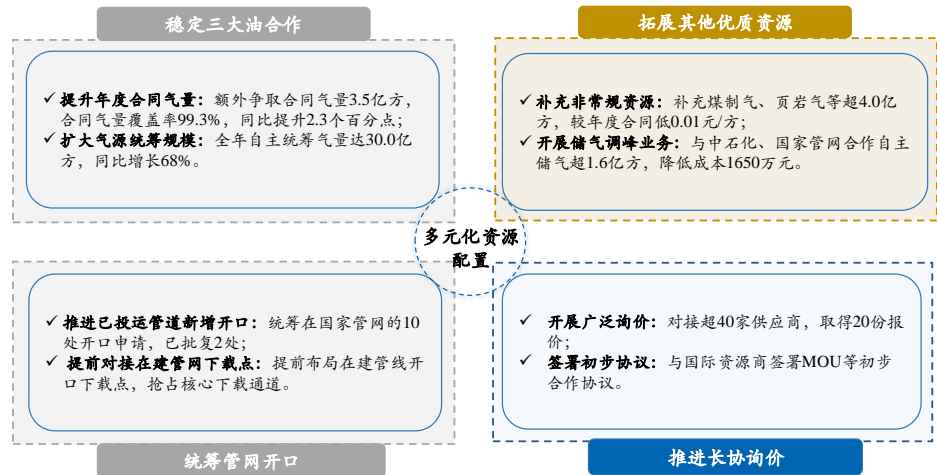 稳定三大油合作
✓ 提升年度合同气量：额外争取合同气量3.5亿方，
合同气量覆盖率99.3%，同比提升2.3个百分点；
✓ 扩大气源统筹规模：全年自主统筹气量达30.0亿
方，同比增长68%。
拓展其他优质资源
✓ 补充非常规资源：补充煤制气、页岩气等超4.0亿
方，较年度合同低0.01元/方；
✓ 开展储气调峰业务：与中石化、国家管网合作自主
储气超1.6亿方，降低成本1650万元。
多元化资源
配置
✓ 推进已投运管道新增开口：统筹在国家管网的10
处开口申请，已批复2处；
✓ 提前对接在建管网下载点：提前布局在建管线开
口下载点，抢占核心下载通道。
统筹管网开口
✓ 开展广泛询价：对接超40家供应商，取得20份报
价；
✓ 签署初步协议：与国际资源商签署MOU等初步
合作协议。
推进长协询价